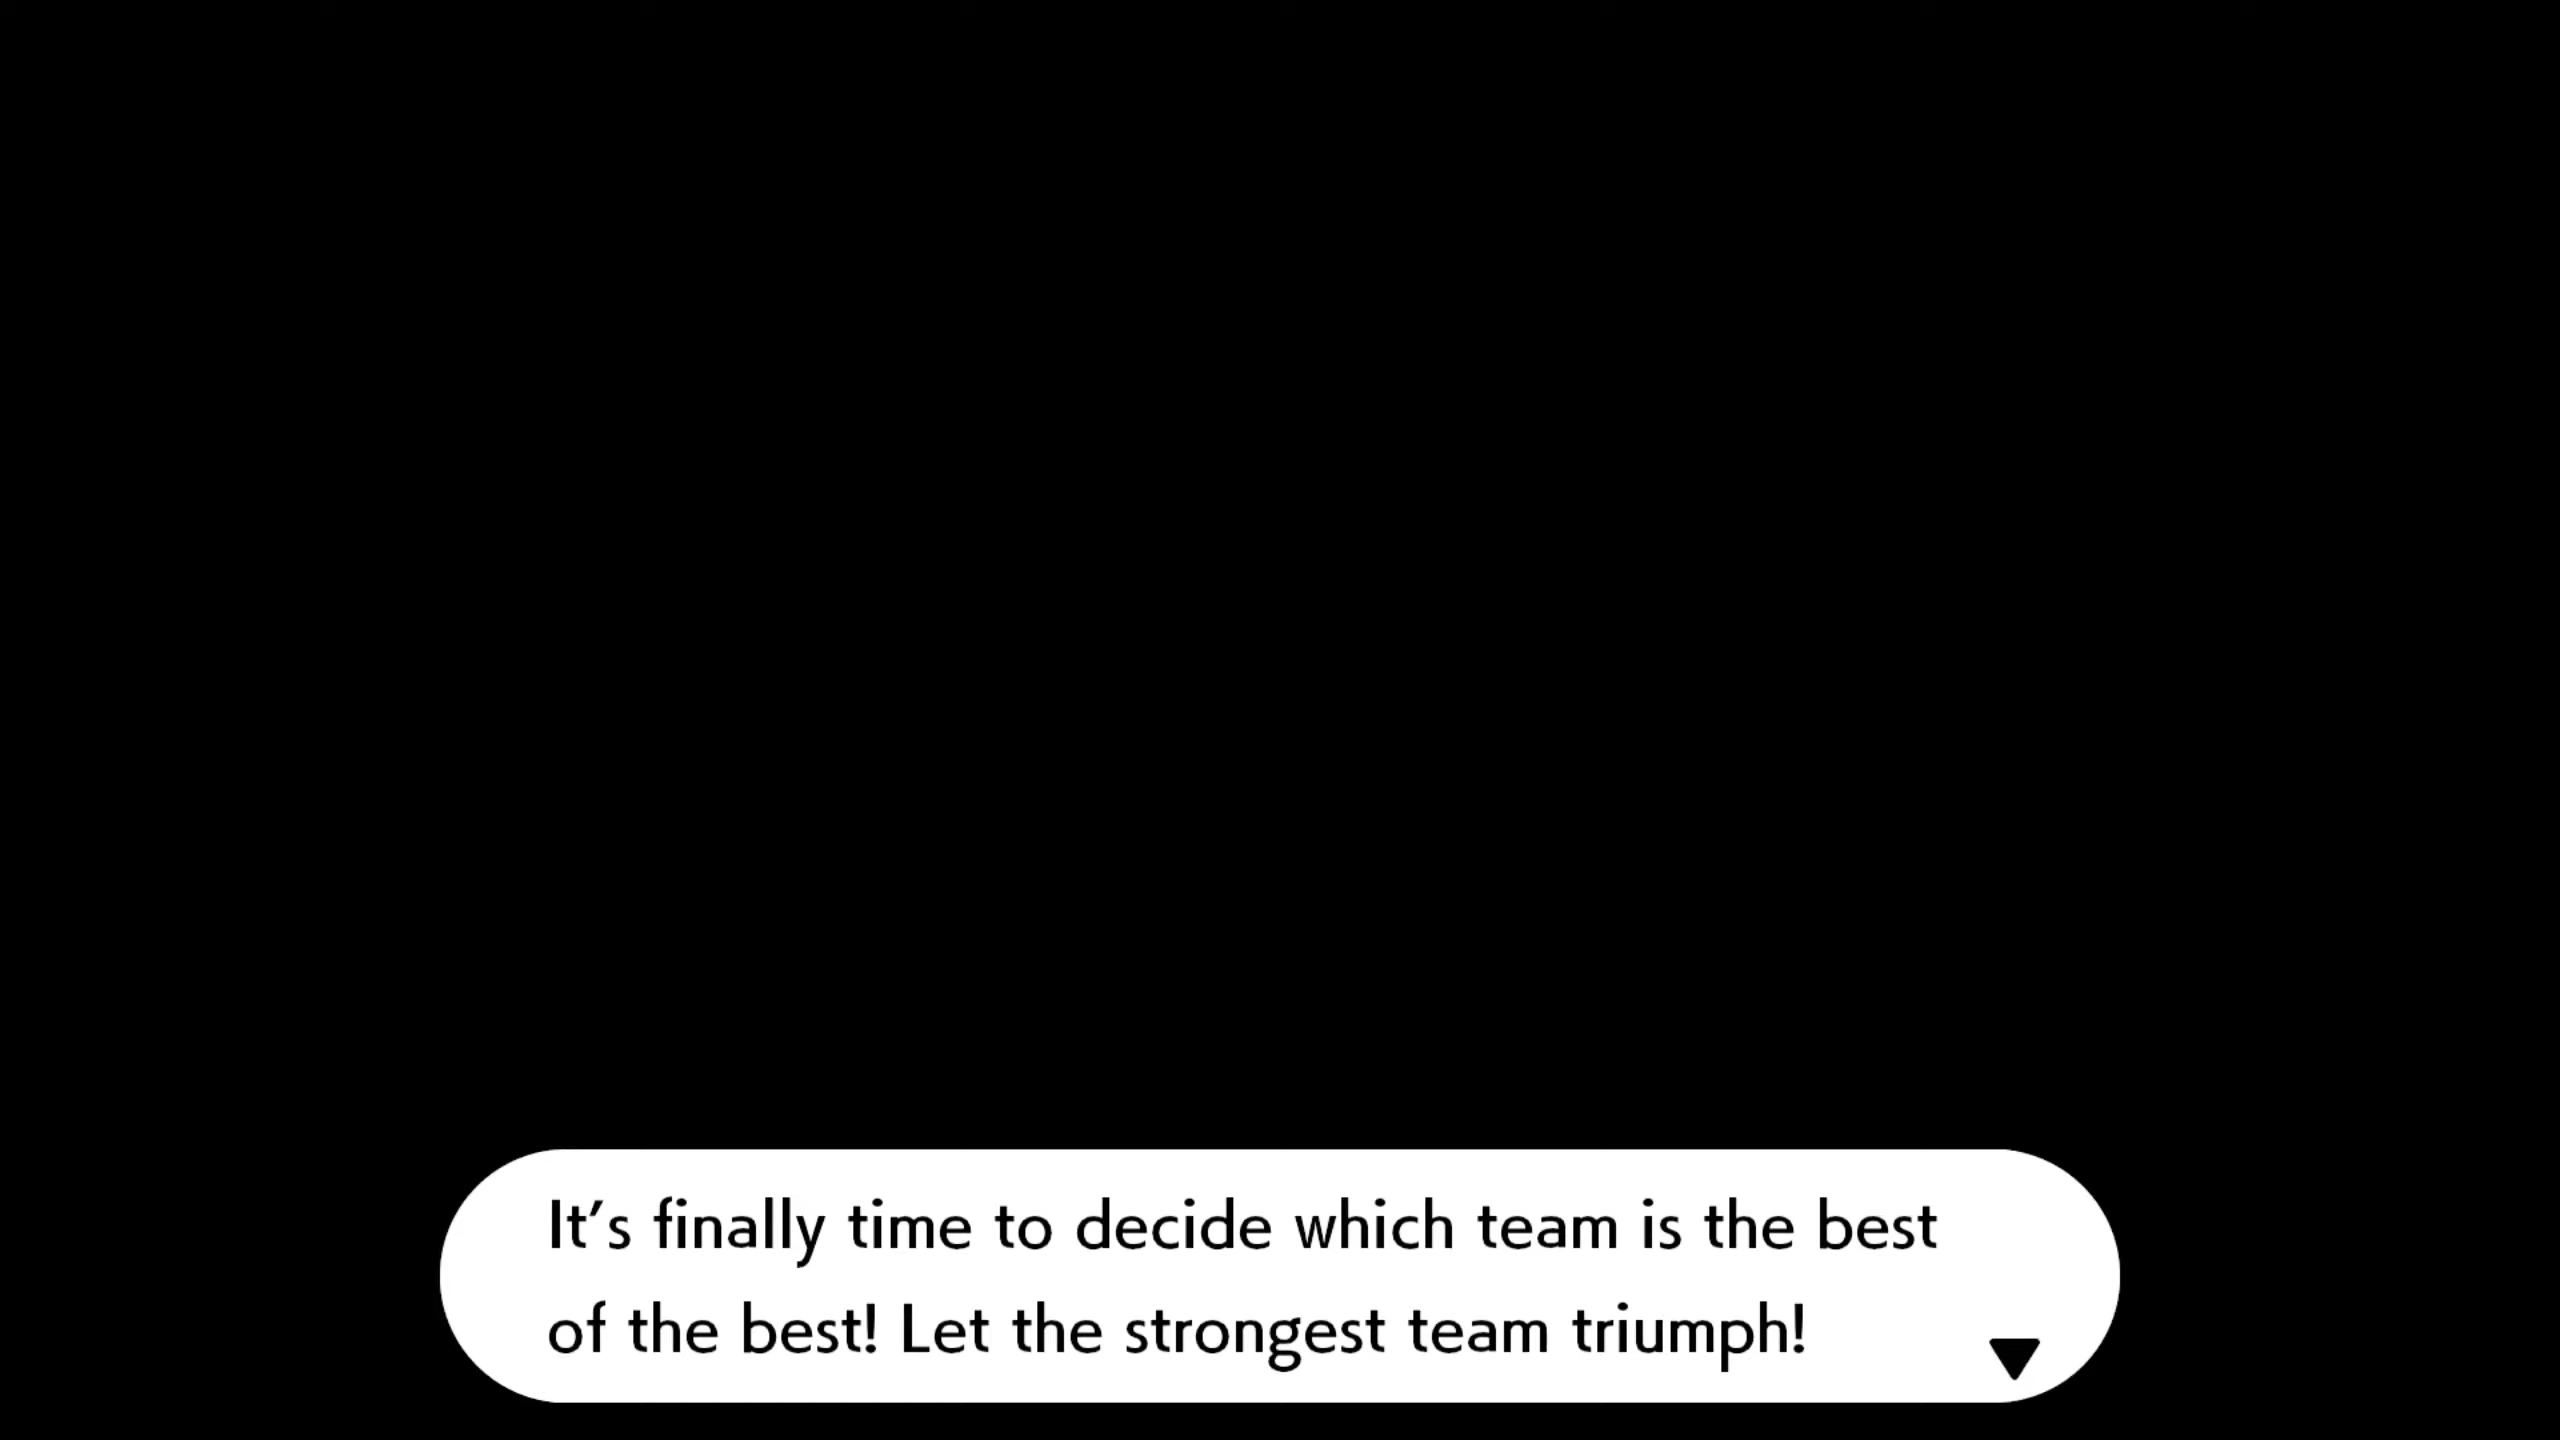 It's finally time to decide which team is the best
of the best! Let the strongest team triumph!